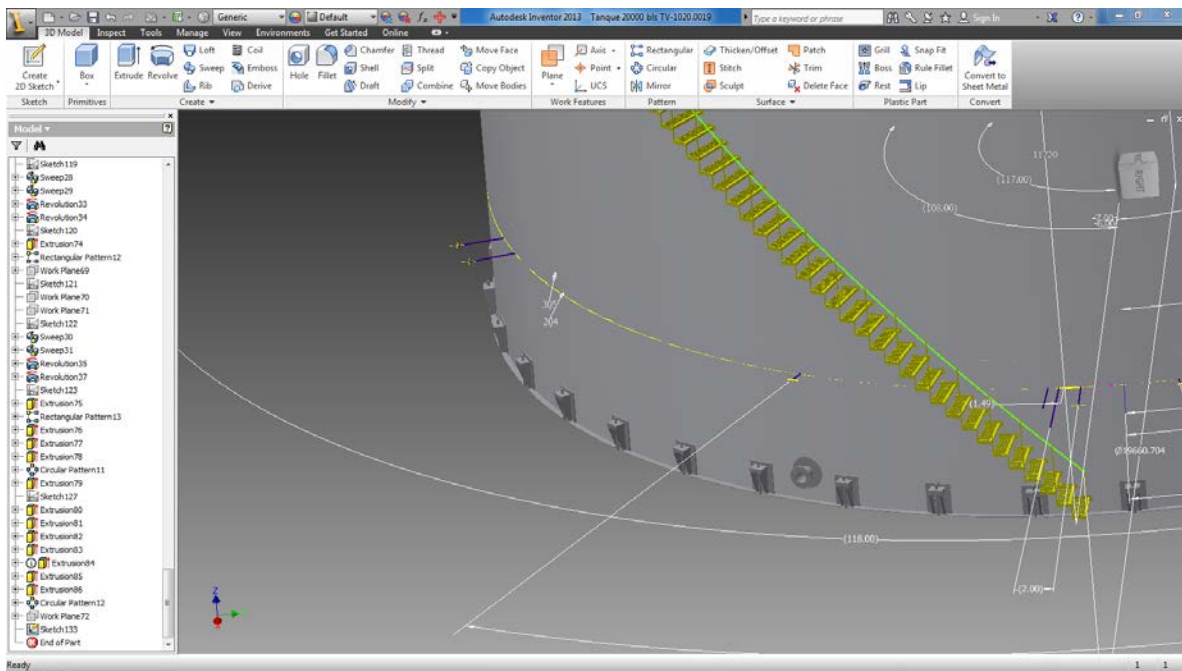 Generic
Default
Autodesk Inventor 2013 Tanque 20000 bls TV-1020.0019
Type a keyword or phrase
Sign In
3D Model Inspect Tools Manage View Environments Get Started Online
Create 2D Sketch
Box
Extrude
Revolve
Loft
Sweep
Rib
Coil
Emboss
Derive
Hole
Fillet
Chamfer
Shell
Draft
Thread
Split
Combine
Move Face
Copy Object
Move Bodies
Plane
Axis
Point
UCS
Rectangular
Circular
Mirror
Thicken/Offset
Stitch
Sculpt
Patch
Trim
Delete Face
Grill
Boss
Rest
Snap Fit
Rule Fillet
Lip
Convert to Sheet Metal
Sketch Primitives Create Modify Work Features Pattern Surface Plastic Part Convert
Model
Sketch119
Sweep28
Sweep29
Revolution33
Revolution34
Sketch120
Extrusion74
Rectangular Pattern12
Work Plane69
Sketch121
Work Plane70
Work Plane71
Sketch122
Sweep30
Sweep31
Revolution35
Revolution37
Sketch123
Extrusion75
Rectangular Pattern13
Extrusion76
Extrusion77
Extrusion78
Circular Pattern11
Extrusion79
Sketch127
Extrusion80
Extrusion81
Extrusion82
Extrusion83
Extrusion84
Extrusion85
Extrusion86
Circular Pattern12
Work Plane72
Sketch133
End of Part
11720
(117.00)
RIGHT
(108.00)
305
204
(1.49)
Ø19660.704
(118.00)
(2.00)
Z
Ready
1 1